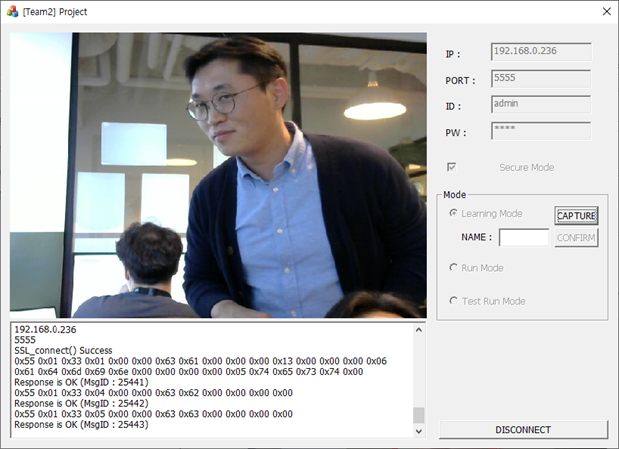 [Team2] Project
IP : 192.168.0.236
PORT : 5555
ID : admin
PW : ****
Secure Mode
Mode
Learning Mode
CAPTURE
NAME :
CONFIRM
Run Mode
Test Run Mode
192.168.0.236
5555
SSL_connect() Success
0x55 0x01 0x33 0x01 0x00 0x00 0x63 0x61 0x00 0x00 0x00 0x13 0x00 0x00 0x00 0x06
0x61 0x64 0x6d 0x69 0x6e 0x00 0x00 0x00 0x00 0x05 0x74 0x65 0x73 0x74 0x00
Response is OK (MsgID : 25441)
0x55 0x01 0x33 0x04 0x00 0x00 0x63 0x62 0x00 0x00 0x00 0x00
Response is OK (MsgID : 25442)
0x55 0x01 0x33 0x05 0x00 0x00 0x63 0x63 0x00 0x00 0x00 0x00
Response is OK (MsgID : 25443)
DISCONNECT